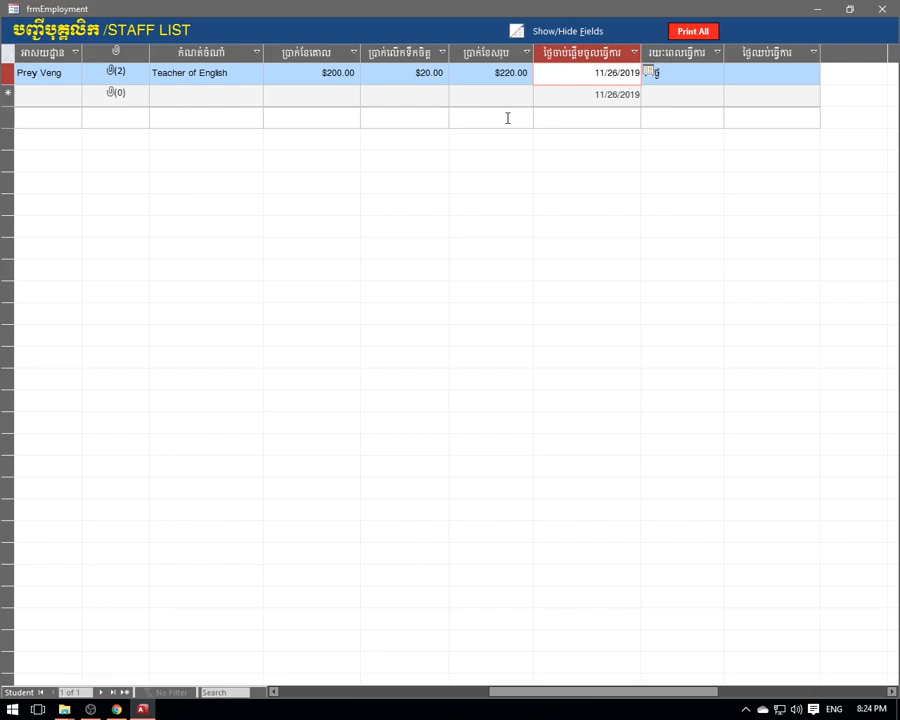 frmEmployment
បញ្ជីបុគ្គលិក /STAFF LIST
Show/Hide Fields
Print All
អាសយដ្ឋាន កំណត់ចំណាំ ប្រាក់ខែគោល ប្រាក់លើកទឹកចិត្ត ប្រាក់ខែសរុប ថ្ងៃចាប់ផ្តើមចូលធ្វើការ រយៈពេលធ្វើការ ថ្ងៃឈប់ធ្វើការ
Prey Veng (2) Teacher of English $200.00 $20.00 $220.00 11/26/2019
(0) 11/26/2019
Student 1 of 1 No Filter Search
ENG 8:24 PM